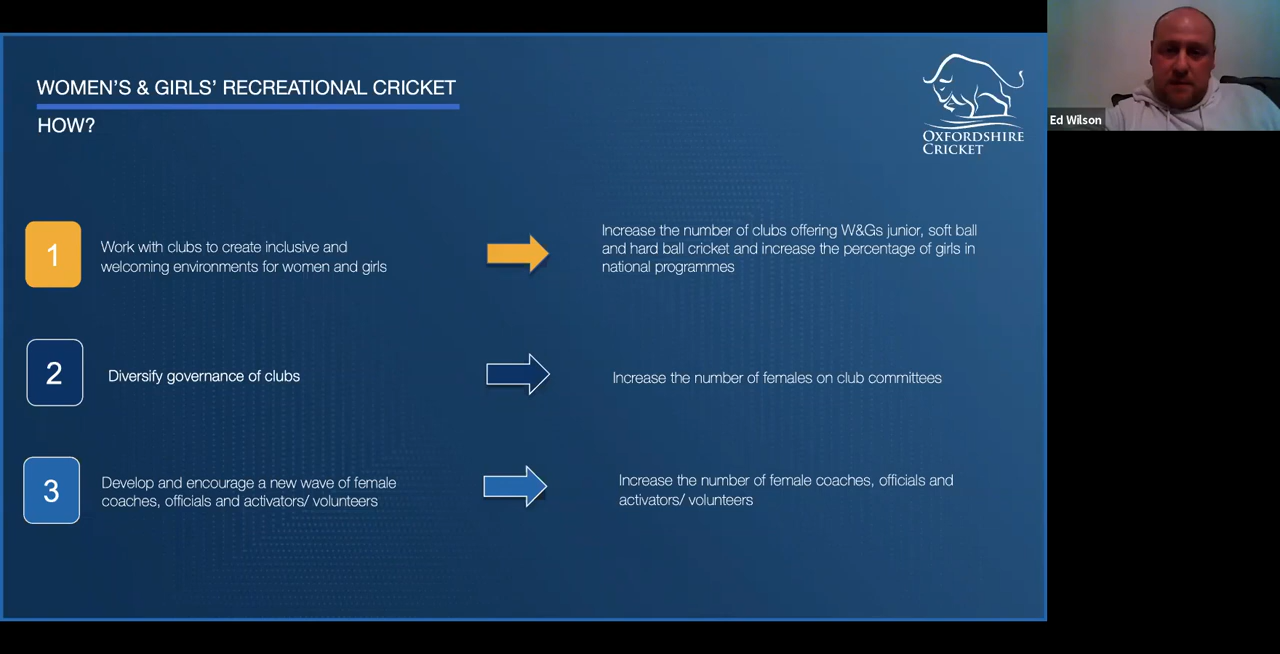 WOMEN'S & GIRLS' RECREATIONAL CRICKET
HOW?
OXFORDSHIRE
CRICKET
Ed Wilson
1
Work with clubs to create inclusive and
welcoming environments for women and girls
Increase the number of clubs offering W&Gs junior, soft ball
and hard ball cricket and increase the percentage of girls in
national programmes
2
Diversify governance of clubs
Increase the number of females on club committees
3
Develop and encourage a new wave of female
coaches, officials and activators/ volunteers
Increase the number of female coaches, officials and
activators/ volunteers